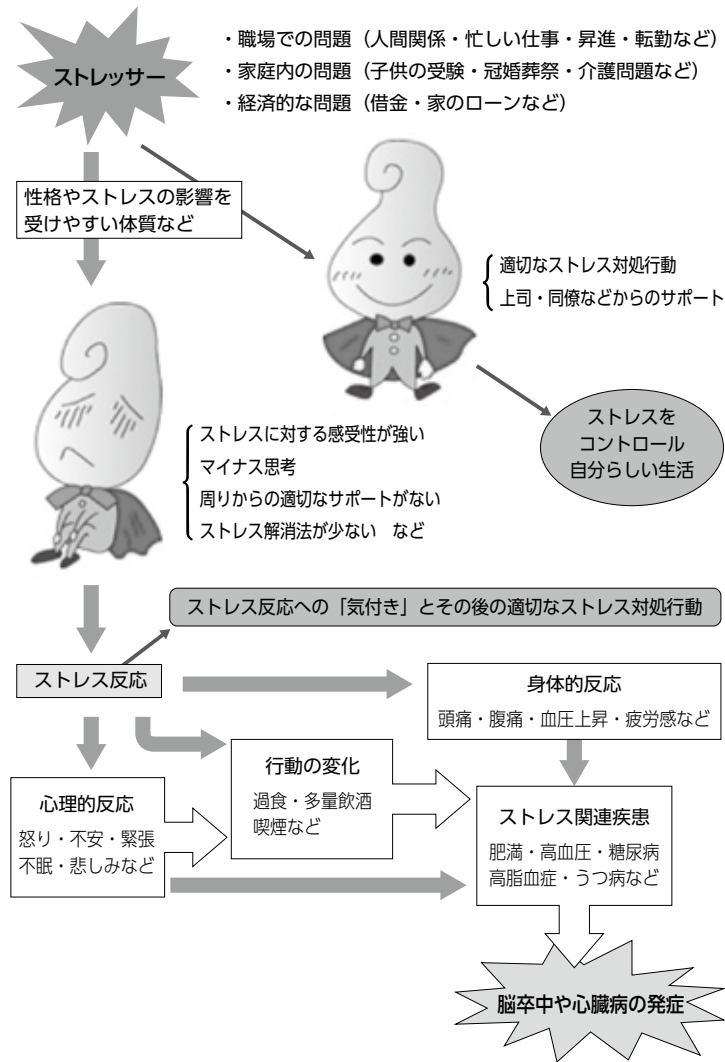 ストレッサー
・職場での問題（人間関係・忙しい仕事・昇進・転勤など）
・家庭内の問題（子供の受験・冠婚葬祭・介護問題など）
・経済的な問題（借金・家のローンなど）
性格やストレスの影響を
受けやすい体質など
適切なストレス対処行動
上司・同僚などからのサポート
ストレスを
コントロール
自分らしい生活
ストレスに対する感受性が強い
マイナス思考
周りからの適切なサポートがない
ストレス解消法が少ない　など
ストレス反応への「気付き」とその後の適切なストレス対処行動
ストレス反応
身体的反応
頭痛・腹痛・血圧上昇・疲労感など
行動の変化
過食・多量飲酒
喫煙など
心理的反応
怒り・不安・緊張
不眠・悲しみなど
ストレス関連疾患
肥満・高血圧・糖尿病
高脂血症・うつ病など
脳卒中や心臓病の発症